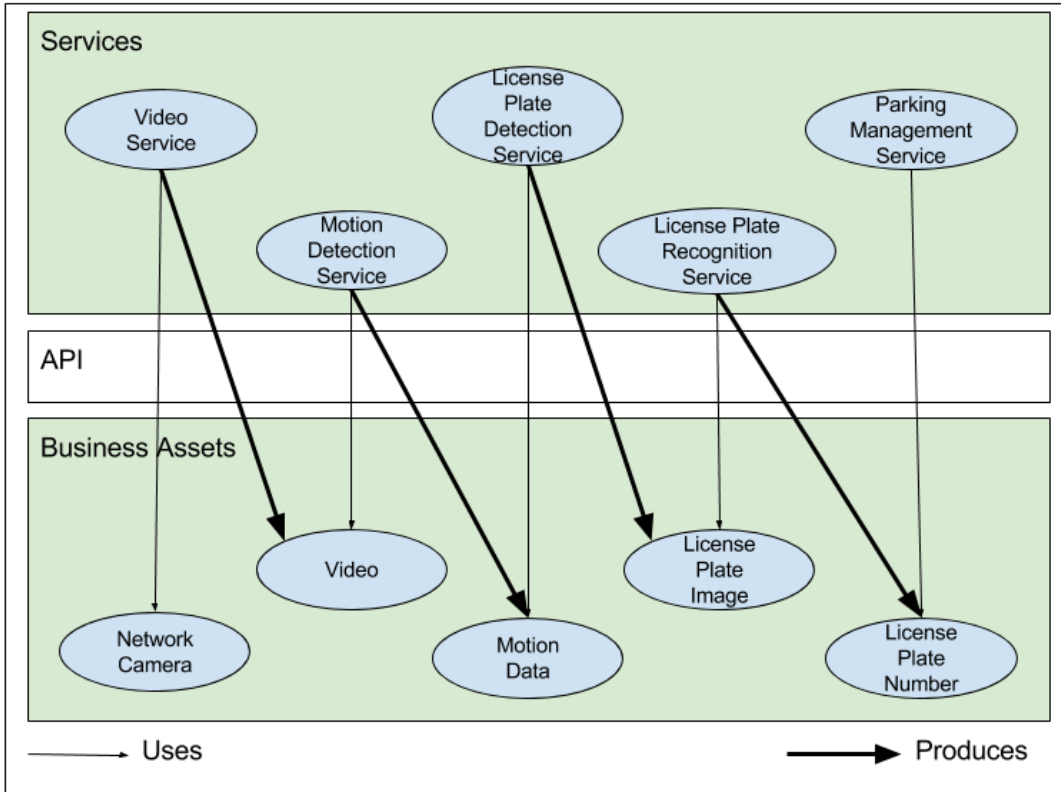 Services
Video
Service
License
Plate
Detection
Service
Parking
Management
Service
Motion
Detection
Service
License Plate
Recognition
Service
API
Business Assets
Video
License
Plate
Image
Network
Camera
Motion
Data
License
Plate
Number
Uses
Produces